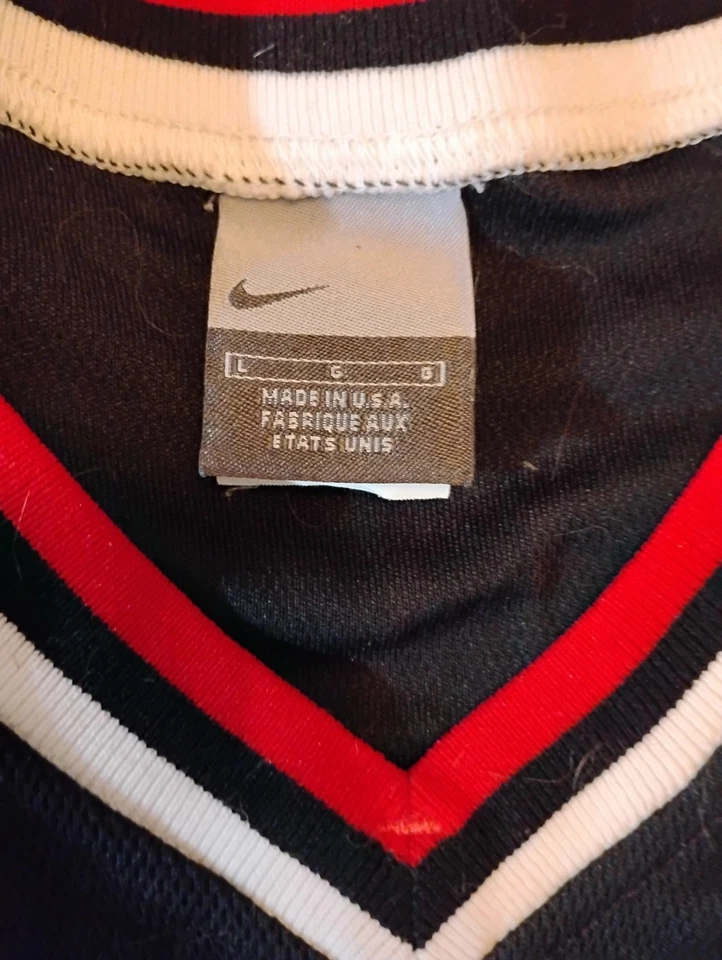 L G G
MADE IN U.S.A.
FABRIQUE AUX
ETATS UNIS